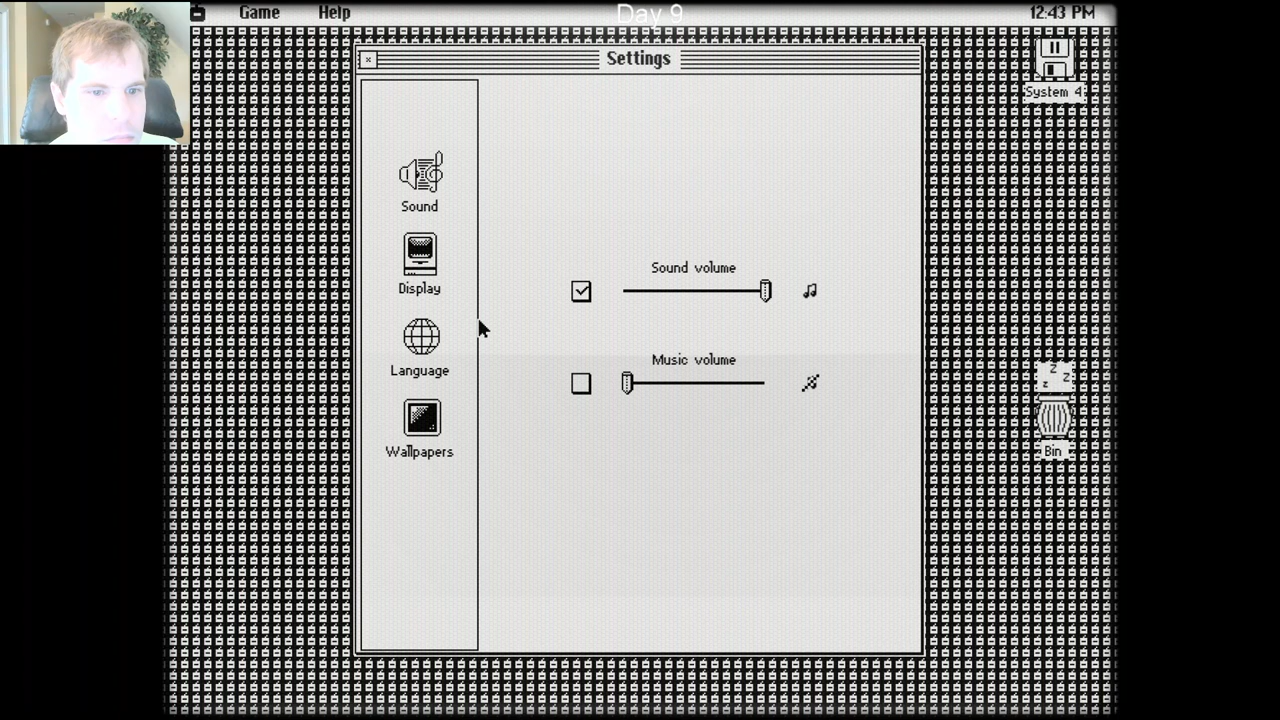 Game Help Day 9 12:43 PM
Settings
System 4
Sound
Display
Language
Wallpapers
Sound volume
Music volume
z z z
Bin